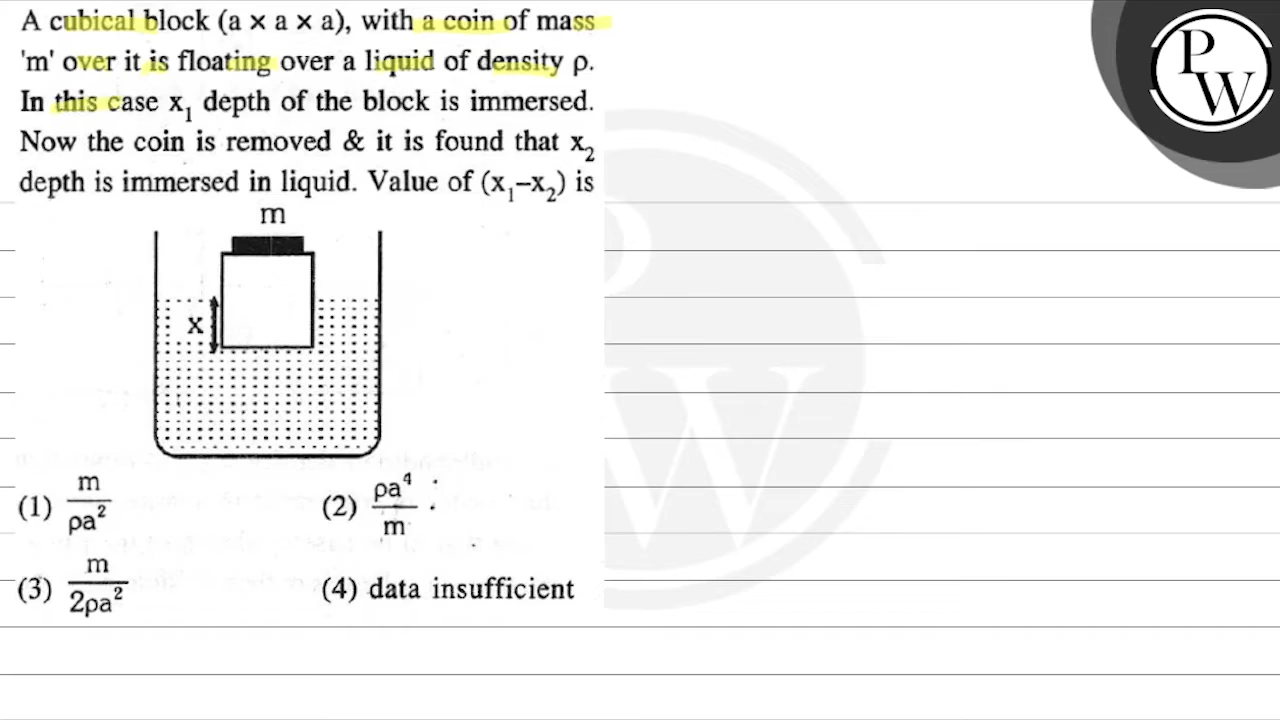 A cubical block (a × a × a), with a coin of mass
'm' over it is floating over a liquid of density ρ.
In this case x₁ depth of the block is immersed.
Now the coin is removed & it is found that x₂
depth is immersed in liquid. Value of (x₁–x₂) is
m
x
(1) m/ρa² (2) ρa⁴/m
(3) m/2ρa² (4) data insufficient
PW